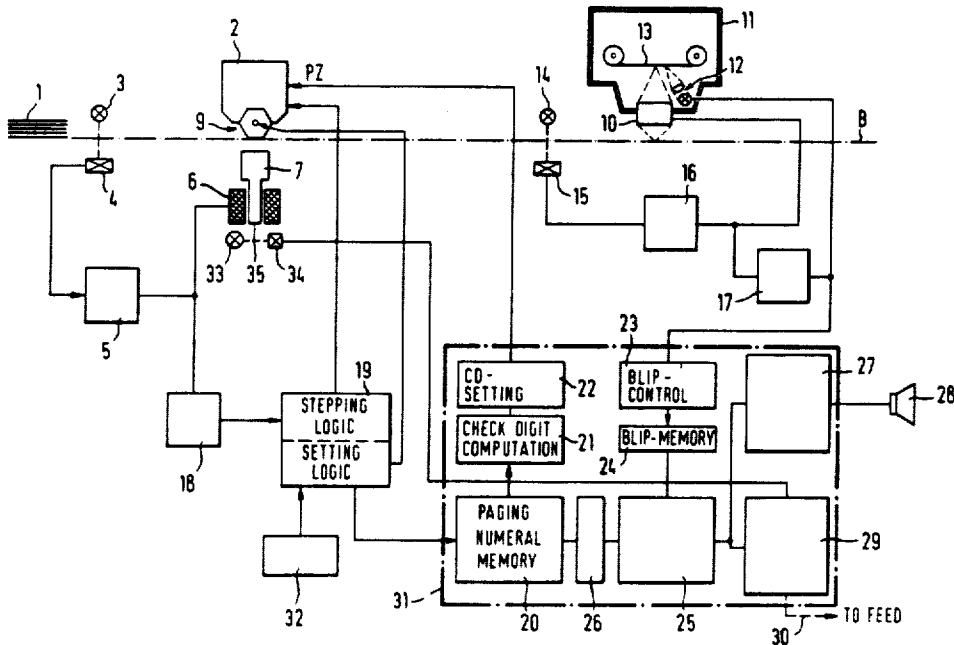 1
3
2
PZ
9
4
7
6
33
35
34
5
14
13
11
12
10
B
15
16
17
18
19
STEPPING
LOGIC
SETTING
LOGIC
32
23
CD-
SETTING
22
BLIP-
CONTROL
27
28
CHECK DIGIT
COMPUTATION
21
BLIP-MEMORY
24
PAGING
NUMERAL
MEMORY
29
31
20
26
25
30
TO FEED